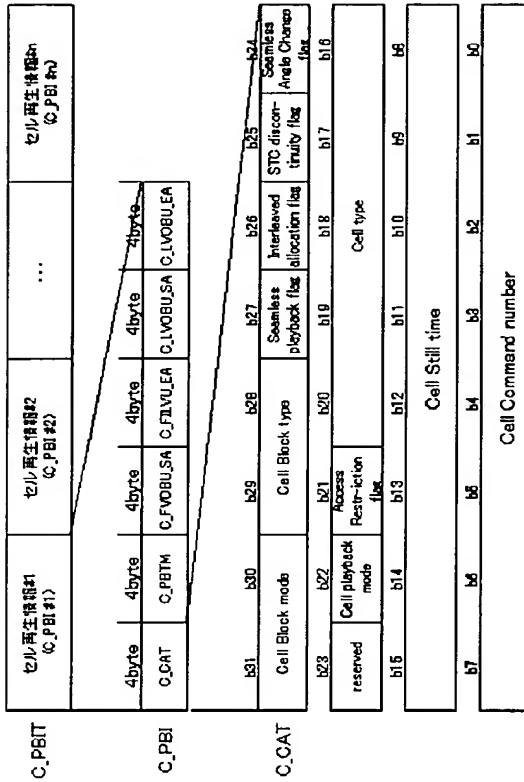 C_PBIT
セル再生情報#1
(C_PBI #1)
セル再生情報#2
(C_PBI #2)
...
セル再生情報#n
(C_PBI #n)
4byte 4byte 4byte 4byte 4byte 4byte
C_PBI
C_CAT C_PBTM C_FVOBU_SA C_FILVU_EA C_LVOBU_SA C_LVOBU_EA
C_CAT
b31 b30 b29 b28 b27 b26 b25 b24
Cell Block mode
Cell Block type
Seamless
playback flag
Interleaved
allocation flag
STC discon-
tinuity flag
Seamless
Angle Change
flag
b23 b22 b21 b20 b19 b18 b17 b16
reserved
Cell playback
mode
Access
Restr-iction
flag
Cell type
b15 b14 b13 b12 b11 b10 b9 b8
Cell Still time
b7 b6 b5 b4 b3 b2 b1 b0
Cell Command number